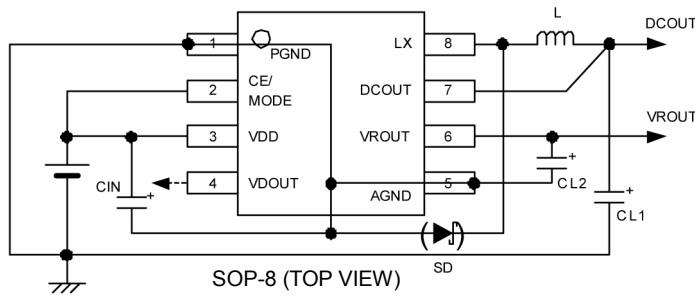 L
DCOUT
1
PGND
LX
8
2
CE/
MODE
DCOUT
7
VROUT
3
VDD
VROUT
6
CIN
+
4
VDOUT
AGND
5
+
CL2
+
CL1
SD
SOP-8 (TOP VIEW)